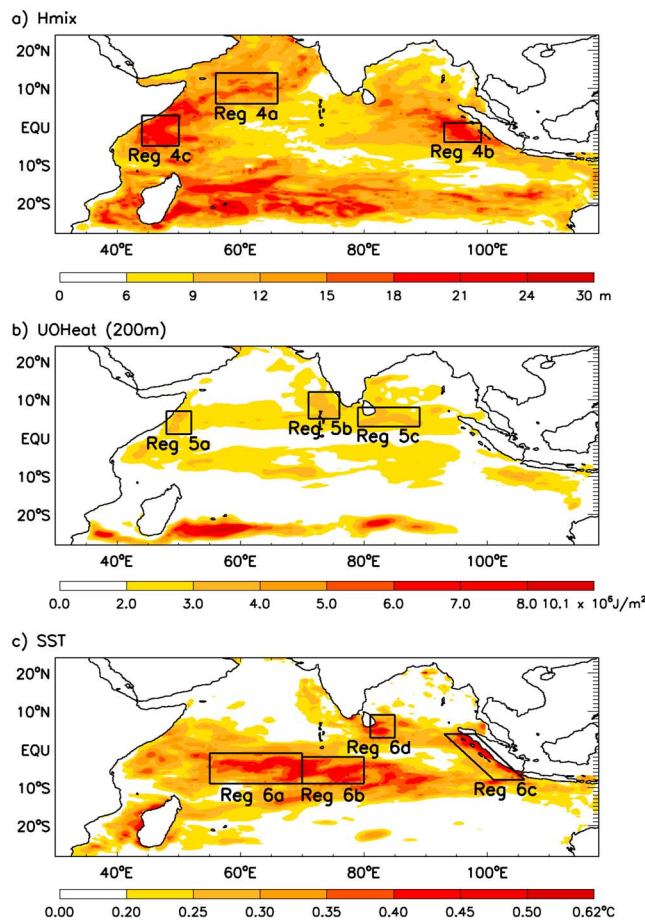 a) Hmix
20°N
10°N
EQU
10°S
20°S
Reg 4a
Reg 4b
Reg 4c
40°E 60°E 80°E 100°E
0 6 9 12 15 18 21 24 30 m
b) UOHeat (200m)
20°N
10°N
EQU
10°S
20°S
Reg 5a
Reg 5b
Reg 5c
40°E 60°E 80°E 100°E
0.0 2.0 3.0 4.0 5.0 6.0 7.0 8.0 10.1 x 10⁶J/m²
c) SST
20°N
10°N
EQU
10°S
20°S
Reg 6d
Reg 6a
Reg 6b
Reg 6c
40°E 60°E 80°E 100°E
0.00 0.20 0.25 0.30 0.35 0.40 0.45 0.50 0.62°C